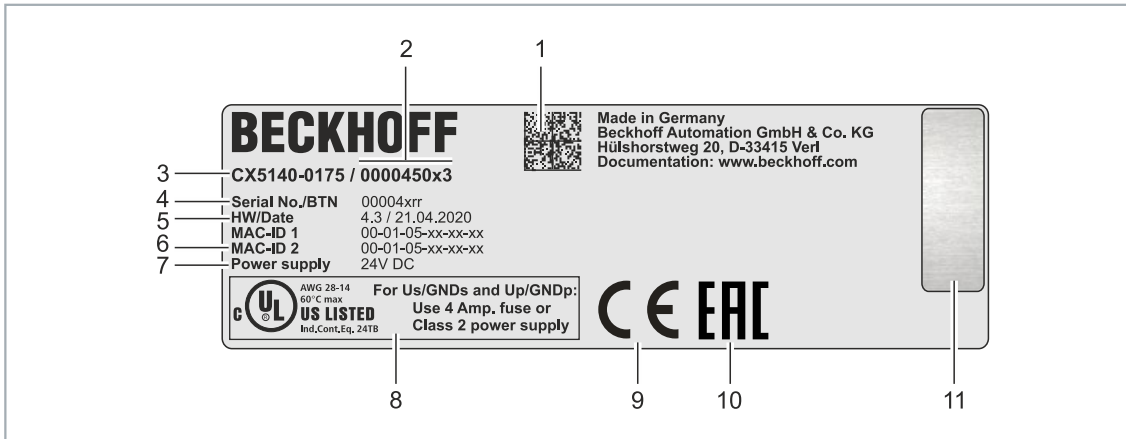 2
1
BECKHOFF
Made in Germany
Beckhoff Automation GmbH & Co. KG
Hülshorstweg 20, D-33415 Verl
Documentation: www.beckhoff.com
3
CX5140-0175 / 0000450x3
4
Serial No./BTN 00004xrr
5
HW/Date 4.3 / 21.04.2020
MAC-ID 1 00-01-05-xx-xx-xx
6
MAC-ID 2 00-01-05-xx-xx-xx
7
Power supply 24V DC
C UL ®
AWG 28-14
60°C max
US LISTED
Ind.Cont.Eq. 24TB
For Us/GNDs and Up/GNDp:
Use 4 Amp. fuse or
Class 2 power supply
CE
EAC
8
9
10
11